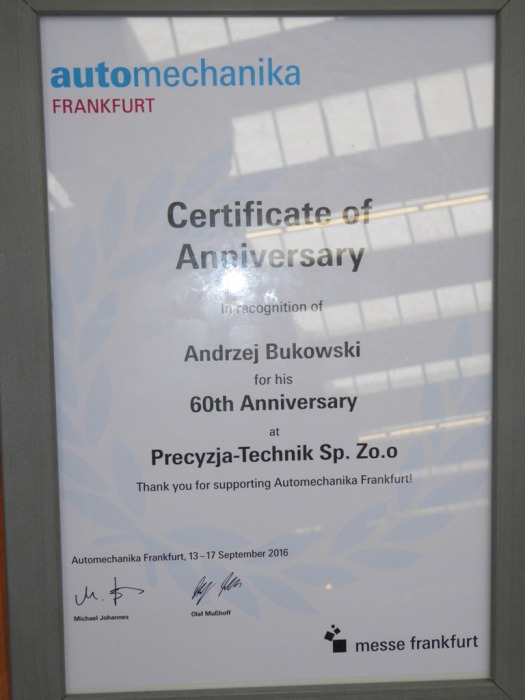 automechanika
FRANKFURT
Certificate of
Anniversary
In recognition of
Andrzej Bukowski
for his
60th Anniversary
at
Precyzja-Technik Sp. Zo.o
Thank you for supporting Automechanika Frankfurt!
Automechanika Frankfurt, 13–17 September 2016
Michael Johannes
Olaf Mußhoff
messe frankfurt